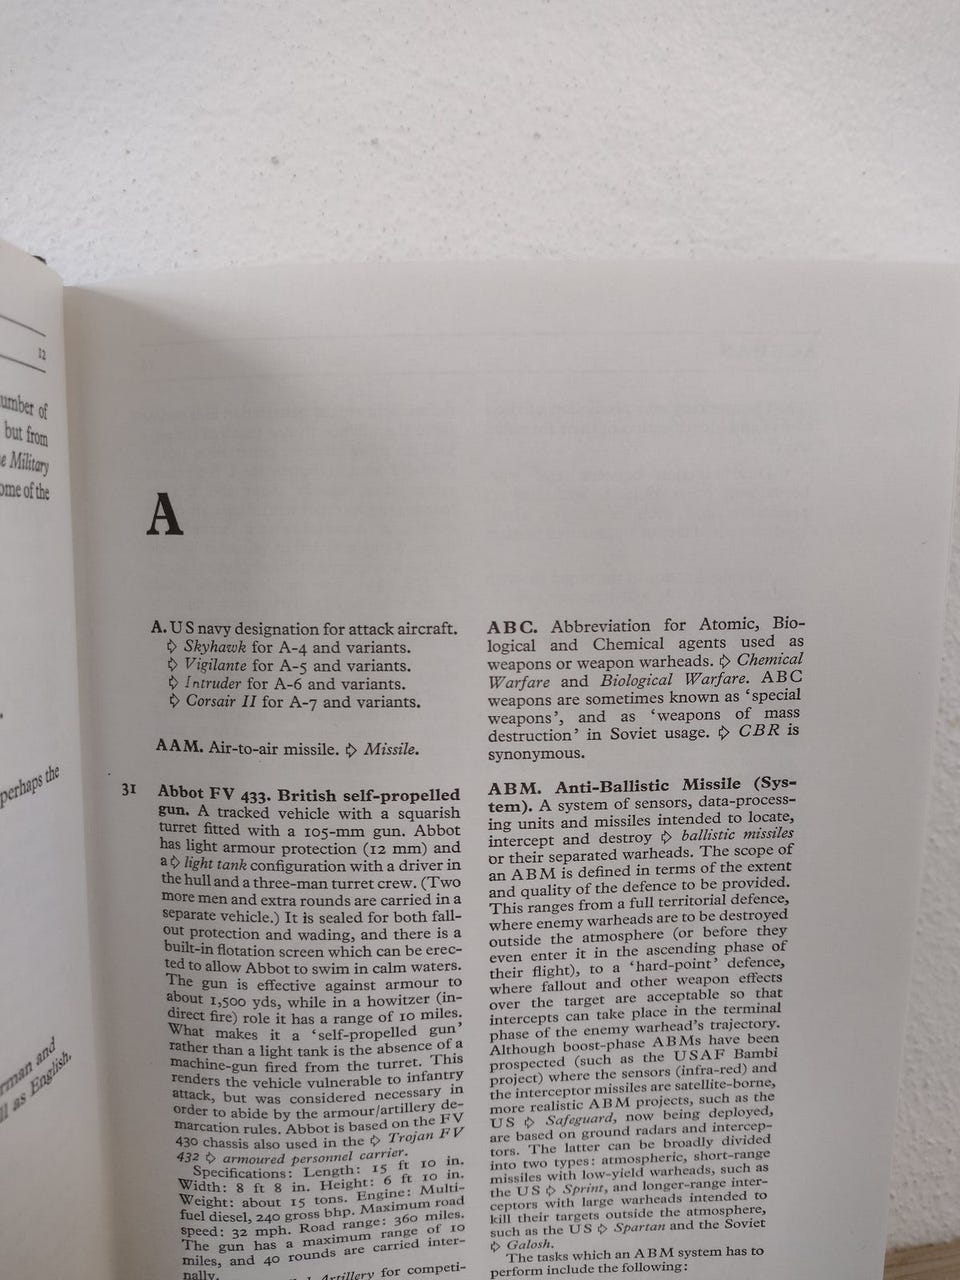 12
umber of
but from
e Military
ome of the
perhaps the
rman and
ll as English.
A
A. US navy designation for attack aircraft.
➪ Skyhawk for A-4 and variants.
➪ Vigilante for A-5 and variants.
➪ Intruder for A-6 and variants.
➪ Corsair II for A-7 and variants.
AAM. Air-to-air missile. ➪ Missile.
31 Abbot FV 433. British self-propelled
gun. A tracked vehicle with a squarish
turret fitted with a 105-mm gun. Abbot
has light armour protection (12 mm) and
a ➪ light tank configuration with a driver in
the hull and a three-man turret crew. (Two
more men and extra rounds are carried in a
separate vehicle.) It is sealed for both fall-
out protection and wading, and there is a
built-in flotation screen which can be erec-
ted to allow Abbot to swim in calm waters.
The gun is effective against armour to
about 1,500 yds, while in a howitzer (in-
direct fire) role it has a range of 10 miles.
What makes it a ‘self-propelled gun’
rather than a light tank is the absence of a
machine-gun fired from the turret. This
renders the vehicle vulnerable to infantry
attack, but was considered necessary in
order to abide by the armour/artillery de-
marcation rules. Abbot is based on the FV
430 chassis also used in the ➪ Trojan FV
432 ➪ armoured personnel carrier.
Specifications: Length: 15 ft 10 in.
Width: 8 ft 8 in. Height: 6 ft 10 in.
Weight: about 15 tons. Engine: Multi-
fuel diesel, 240 gross bhp. Maximum road
speed: 32 mph. Road range: 360 miles.
The gun has a maximum range of 10
miles, and 40 rounds are carried inter-
nally.
Artillery for competi-
ABC. Abbreviation for Atomic, Bio-
logical and Chemical agents used as
weapons or weapon warheads. ➪ Chemical
Warfare and Biological Warfare. ABC
weapons are sometimes known as ‘special
weapons’, and as ‘weapons of mass
destruction’ in Soviet usage. ➪ CBR is
synonymous.
ABM. Anti-Ballistic Missile (Sys-
tem). A system of sensors, data-process-
ing units and missiles intended to locate,
intercept and destroy ➪ ballistic missiles
or their separated warheads. The scope of
an ABM is defined in terms of the extent
and quality of the defence to be provided.
This ranges from a full territorial defence,
where enemy warheads are to be destroyed
outside the atmosphere (or before they
even enter it in the ascending phase of
their flight), to a ‘hard-point’ defence,
where fallout and other weapon effects
over the target are acceptable so that
intercepts can take place in the terminal
phase of the enemy warhead's trajectory.
Although boost-phase ABMs have been
prospected (such as the USAF Bambi
project) where the sensors (infra-red) and
the interceptor missiles are satellite-borne,
more realistic ABM projects, such as the
US ➪ Safeguard, now being deployed,
are based on ground radars and intercep-
tors. The latter can be broadly divided
into two types: atmospheric, short-range
missiles with low-yield warheads, such as
the US ➪ Sprint, and longer-range inter-
ceptors with large warheads intended to
kill their targets outside the atmosphere,
such as the US ➪ Spartan and the Soviet
➪ Galosh.
The tasks which an ABM system has to
perform include the following: